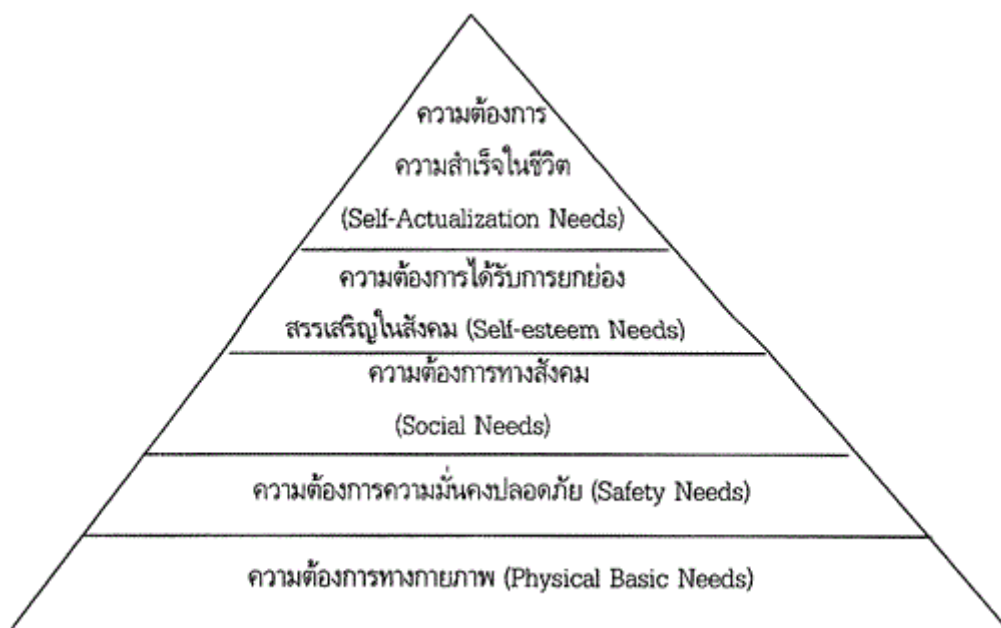 ความต้องการ
ความสำเร็จในชีวิต
(Self-Actualization Needs)
ความต้องการได้รับการยกย่อง
สรรเสริญในสังคม (Self-esteem Needs)
ความต้องการทางสังคม
(Social Needs)
ความต้องการความมั่นคงปลอดภัย (Safety Needs)
ความต้องการทางกายภาพ (Physical Basic Needs)